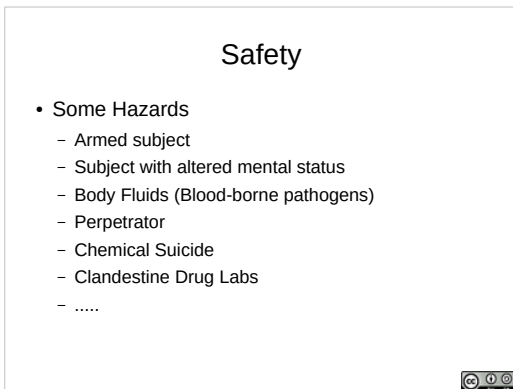 Safety
• Some Hazards
– Armed subject
– Subject with altered mental status
– Body Fluids (Blood-borne pathogens)
– Perpetrator
– Chemical Suicide
– Clandestine Drug Labs
– .....
cc